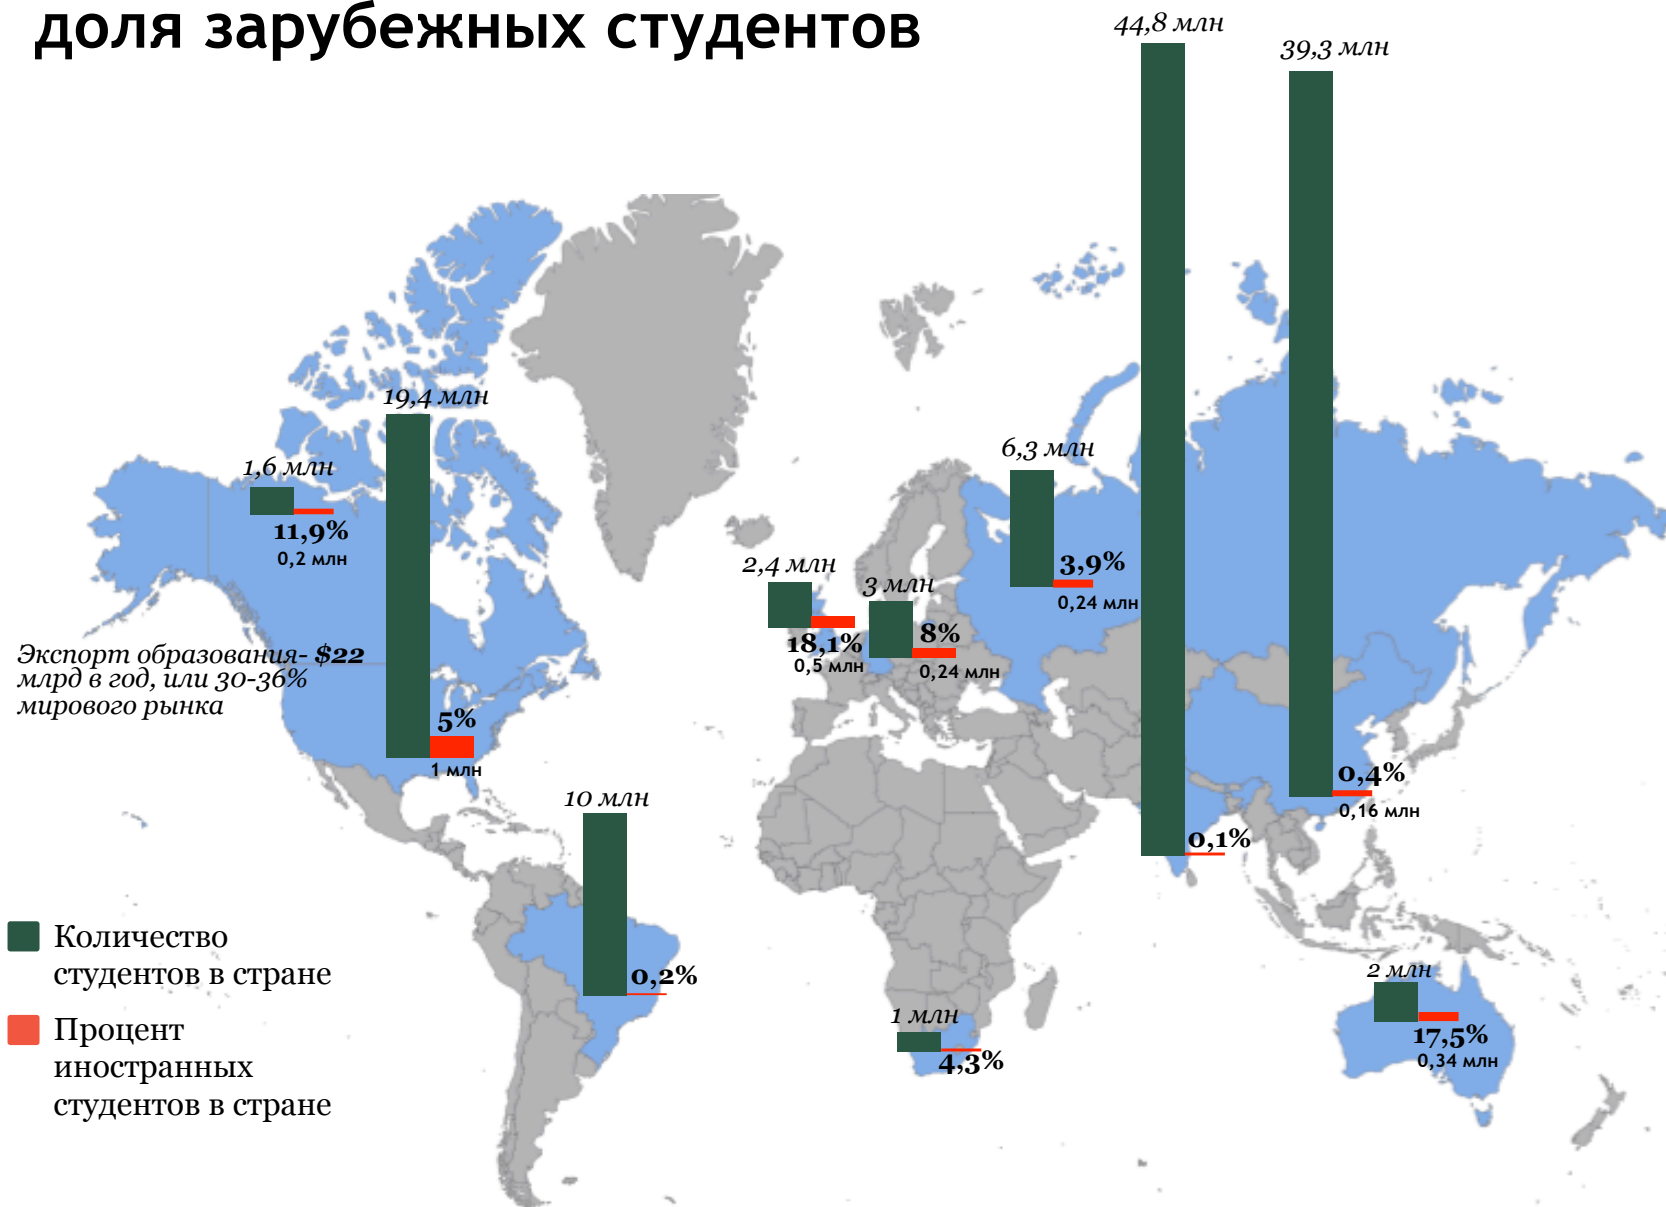 доля зарубежных студентов
44,8 млн
39,3 млн
19,4 млн
1,6 млн
11,9%
0,2 млн
6,3 млн
3,9%
0,24 млн
2,4 млн
18,1%
0,5 млн
3 млн
8%
0,24 млн
Экспорт образования- $22
млрд в год, или 30-36%
мирового рынка
5%
1 млн
0,4%
0,16 млн
0,1%
10 млн
0,2%
1 млн
4,3%
2 млн
17,5%
0,34 млн
Количество
студентов в стране
Процент
иностранных
студентов в стране